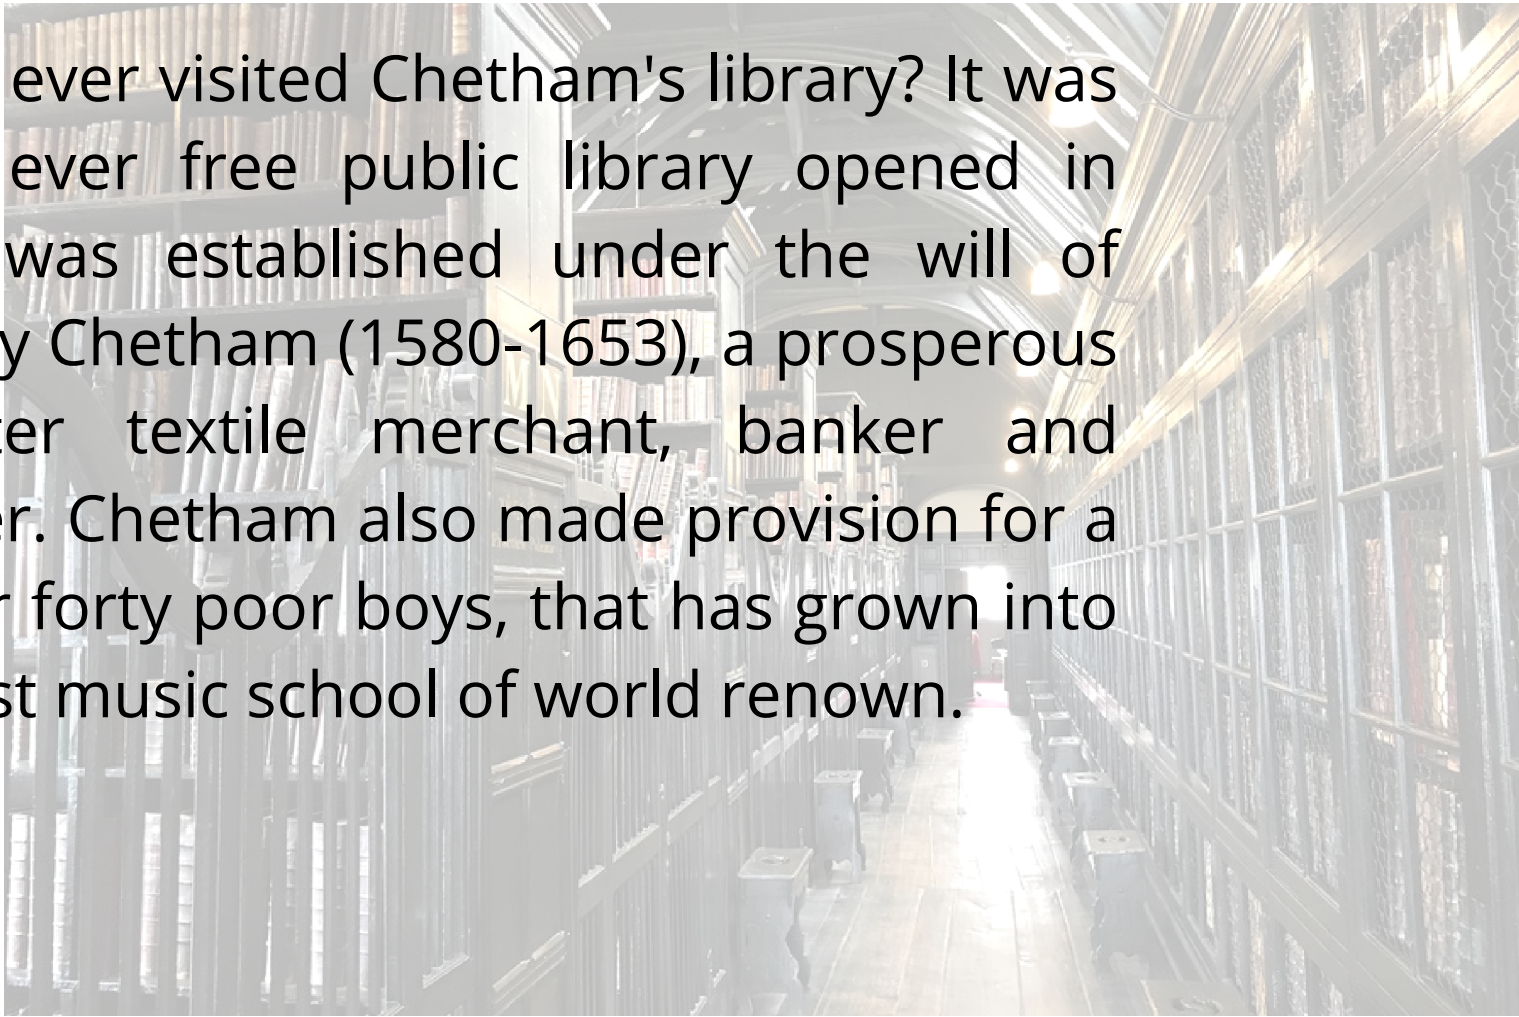 ever visited Chetham's library? It was
ever free public library opened in
was established under the will of
y Chetham (1580-1653), a prosperous
er textile merchant, banker and
er. Chetham also made provision for a
forty poor boys, that has grown into
st music school of world renown.